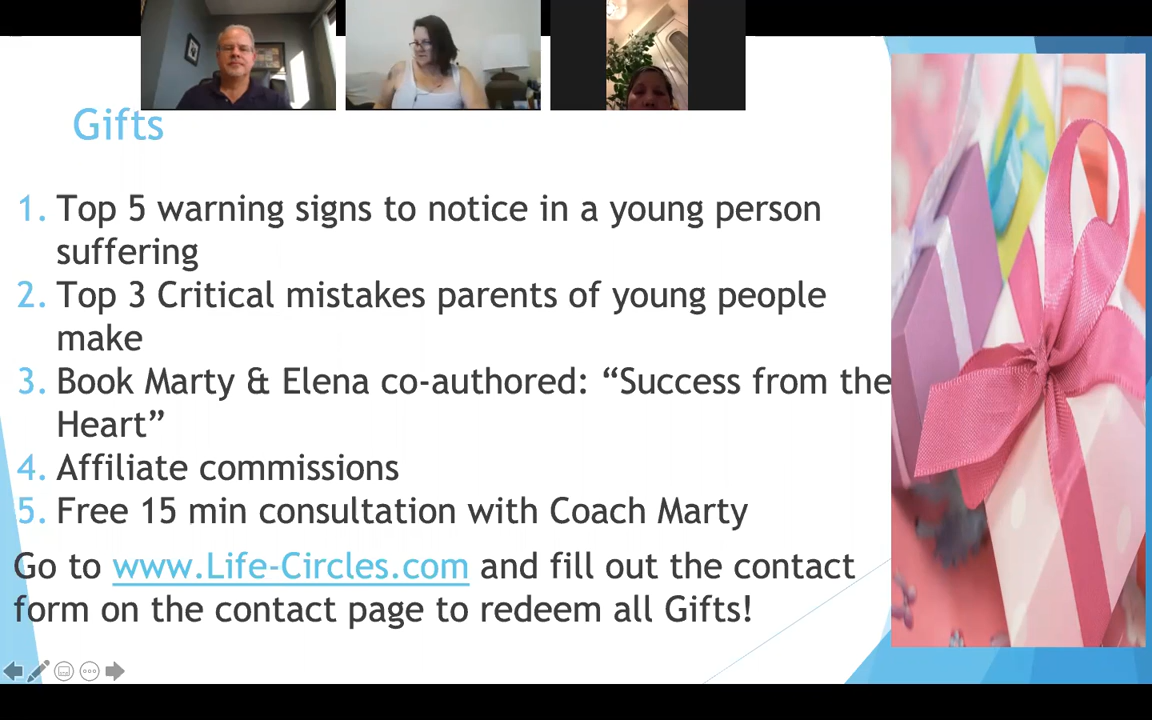 Gifts
1. Top 5 warning signs to notice in a young person
suffering
2. Top 3 Critical mistakes parents of young people
make
3. Book Marty & Elena co-authored: “Success from the
Heart”
4. Affiliate commissions
5. Free 15 min consultation with Coach Marty
Go to www.Life-Circles.com and fill out the contact
form on the contact page to redeem all Gifts!